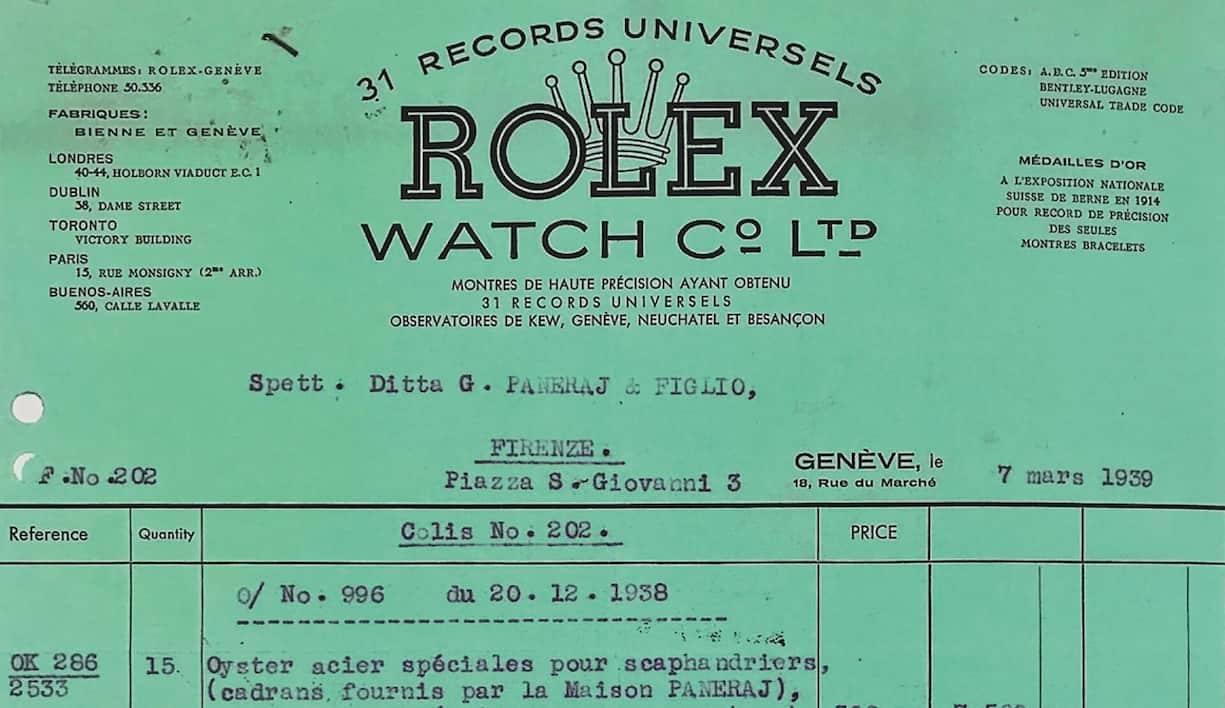 31 RECORDS UNIVERSELS
ROLEX
WATCH Cº LTD
MONTRES DE HAUTE PRÉCISION AYANT OBTENU
31 RECORDS UNIVERSELS
OBSERVATOIRES DE KEW, GENÈVE, NEUCHATEL ET BESANÇON
TÉLÉGRAMMES: ROLEX-GENÈVE
TÉLÉPHONE 50.336
FABRIQUES:
BIENNE ET GENÈVE
LONDRES
40-44, HOLBORN VIADUCT E.C. 1
DUBLIN
38, DAME STREET
TORONTO
VICTORY BUILDING
PARIS
15, RUE MONSIGNY (2me ARR.)
BUENOS-AIRES
560, CALLE LAVALLE
CODES: A.B.C. 5me EDITION
BENTLEY-LUGAGNE
UNIVERSAL TRADE CODE
MÉDAILLES D'OR
A L'EXPOSITION NATIONALE
SUISSE DE BERNE EN 1914
POUR RECORD DE PRÉCISION
DES SEULES
MONTRES BRACELETS
Spett. Ditta G. PANERAJ & FIGLIO,
FIRENZE.
Piazza S.-Giovanni 3
F.No.202
GENÈVE, le 7 mars 1939
18, Rue du Marché
Reference Quantity Colis No. 202. PRICE
o/ No. 996 du 20.12.1938
OK 286 15. Oyster acier spéciales pour scaphandriers,
2533 (cadrans fournis par la Maison PANERAJ),